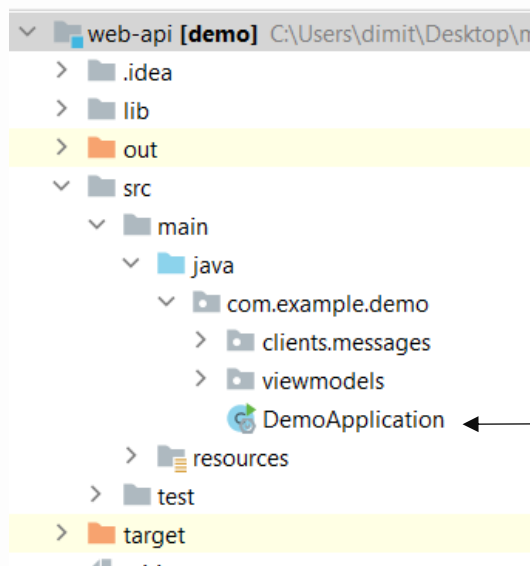 web-api [demo] C:\Users\dimit\Desktop\
.idea
lib
out
src
main
java
com.example.demo
clients.messages
viewmodels
DemoApplication
resources
test
target